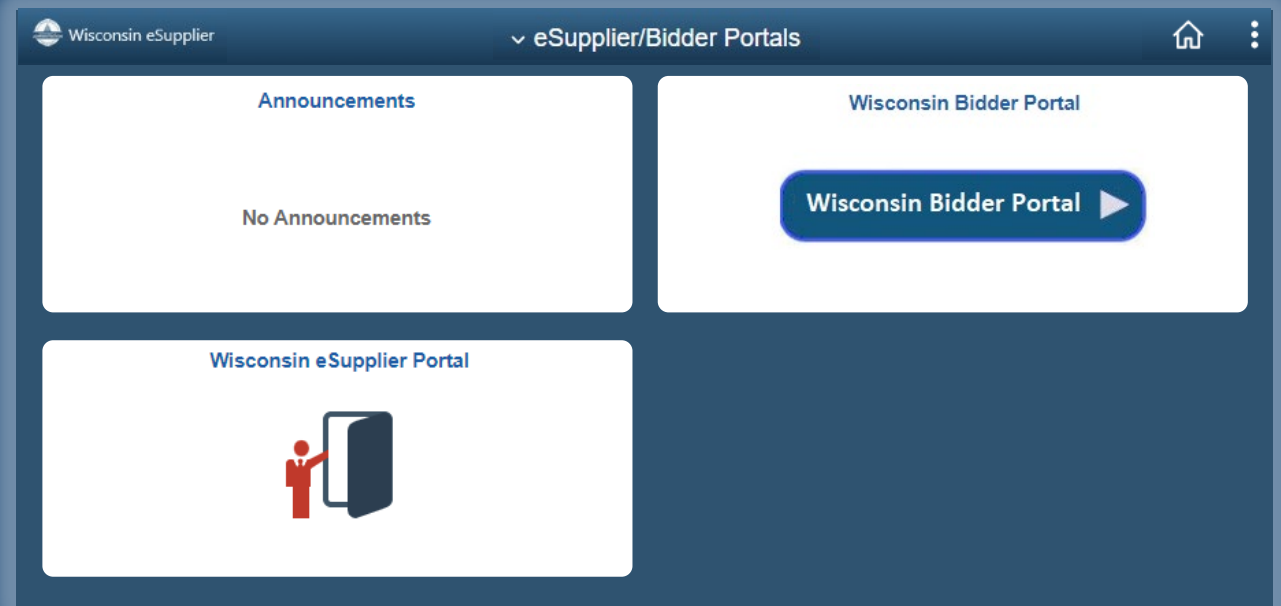 Wisconsin eSupplier
eSupplier/Bidder Portals
Announcements
No Announcements
Wisconsin Bidder Portal
Wisconsin Bidder Portal
Wisconsin eSupplier Portal